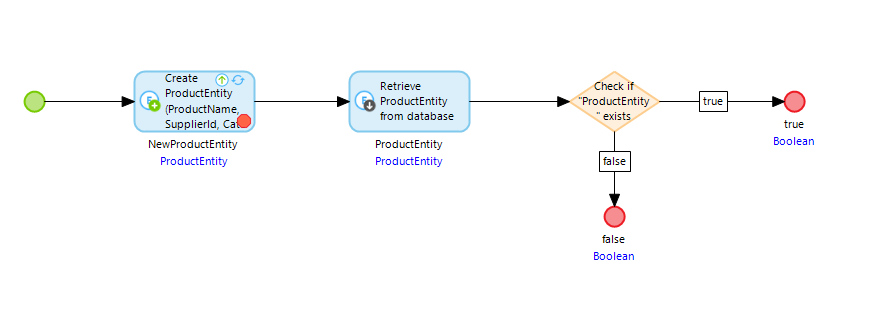 Create
ProductEntity
(ProductName,
SupplierId, Cat
NewProductEntity
ProductEntity
Retrieve
ProductEntity
from database
ProductEntity
ProductEntity
Check if
"ProductEntity
" exists
true
true
Boolean
false
false
Boolean